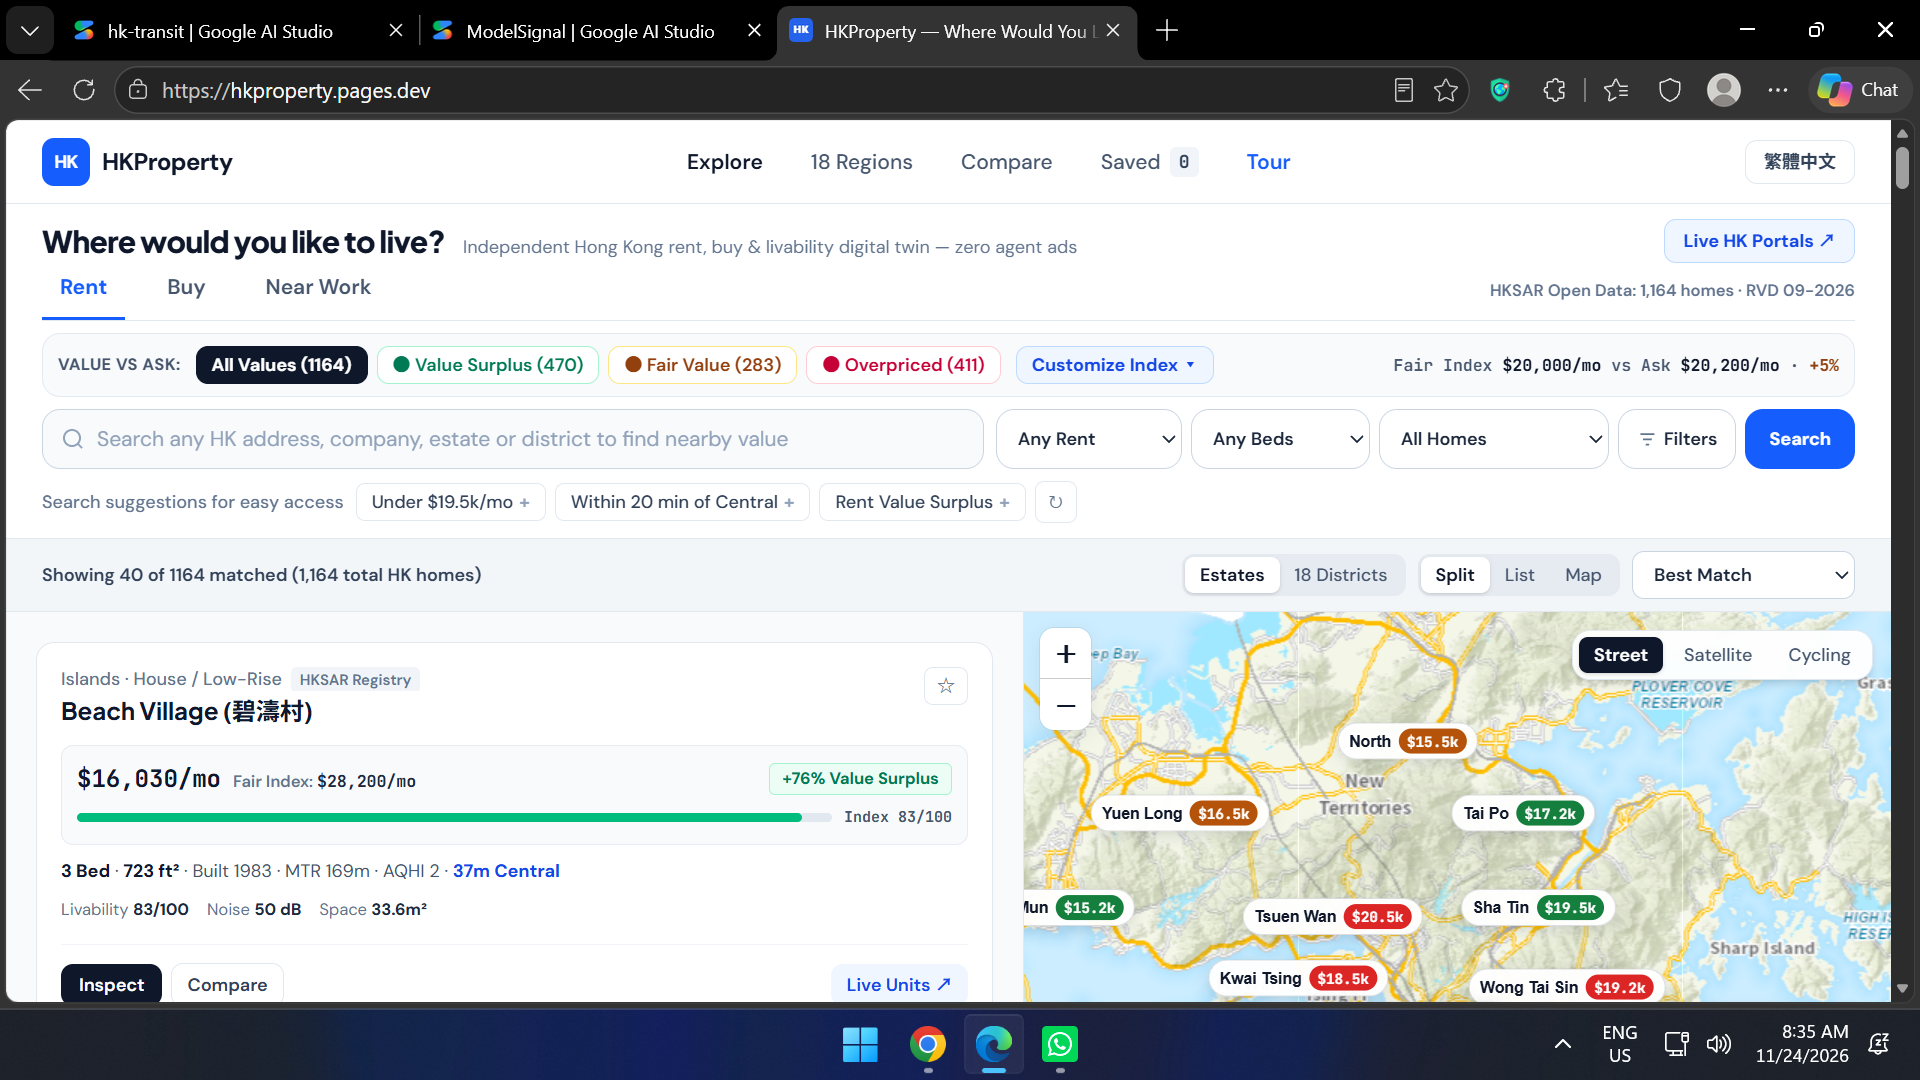 hk-transit | Google AI Studio
ModelSignal | Google AI Studio
HK HKProperty — Where Would You L
https://hkproperty.pages.dev
Chat
HK HKProperty
Explore 18 Regions Compare Saved 0 Tour
繁體中文
Where would you like to live? Independent Hong Kong rent, buy & livability digital twin — zero agent ads
Live HK Portals ↗
Rent Buy Near Work
HKSAR Open Data: 1,164 homes · RVD 09-2026
VALUE VS ASK: All Values (1164) Value Surplus (470) Fair Value (283) Overpriced (411) Customize Index ▾
Fair Index $20,000/mo vs Ask $20,200/mo · +5%
Search any HK address, company, estate or district to find nearby value
Any Rent Any Beds All Homes Filters Search
Search suggestions for easy access Under $19.5k/mo + Within 20 min of Central + Rent Value Surplus + ↻
Showing 40 of 1164 matched (1,164 total HK homes)
Estates 18 Districts Split List Map Best Match
Islands · House / Low-Rise HKSAR Registry
Beach Village (碧濤村)
☆
$16,030/mo Fair Index: $28,200/mo +76% Value Surplus
Index 83/100
3 Bed · 723 ft² · Built 1983 · MTR 169m · AQHI 2 · 37m Central
Livability 83/100 Noise 50 dB Space 33.6m²
Inspect Compare Live Units ↗
+
−
Street Satellite Cycling
ep Bay
PLOVER COVE
RESERVOIR
Gras
North $15.5k
New
Territories
Yuen Long $16.5k
Tai Po $17.2k
Mun $15.2k
Tsuen Wan $20.5k
Sha Tin $19.5k
HIGH IS
RESER
Sharp Island
Kwai Tsing $18.5k
Wong Tai Sin $19.2k
ENG
US
8:35 AM
11/24/2026